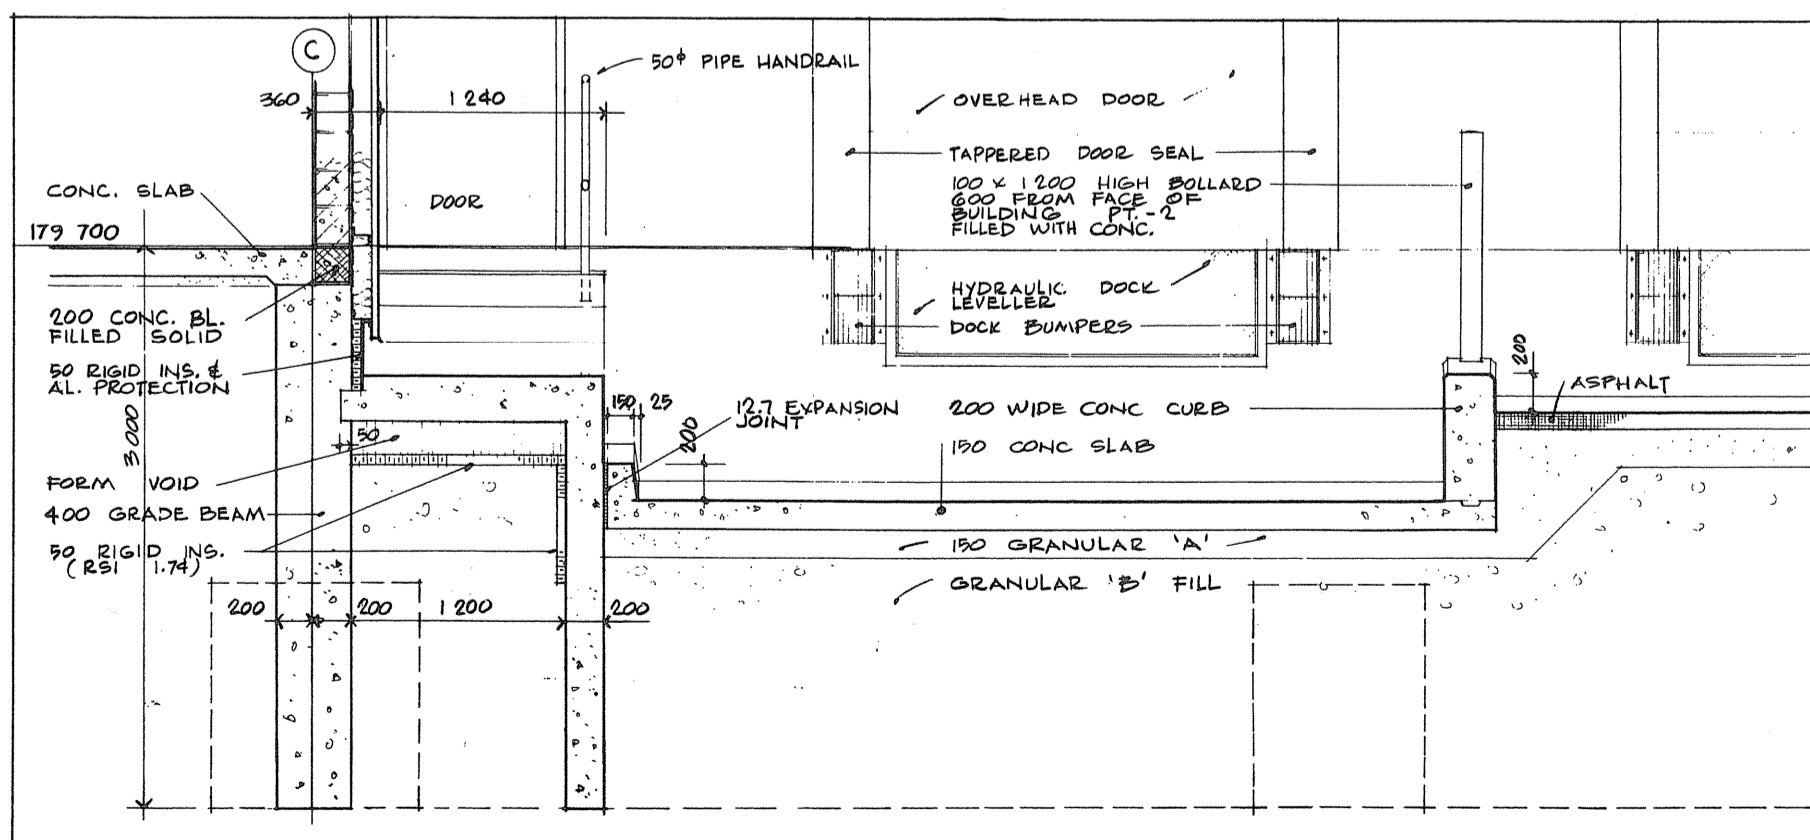 C
50ϕ PIPE HANDRAIL
360
1 240
OVERHEAD DOOR
TAPPERED DOOR SEAL
100 x 1 200 HIGH BOLLARD
600 FROM FACE OF
BUILDING PT.-2
FILLED WITH CONC.
CONC. SLAB
DOOR
179 700
HYDRAULIC DOCK
LEVELLER
DOCK BUMPERS
200 CONC. BL.
FILLED SOLID
50 RIGID INS. &
AL. PROTECTION
200
ASPHALT
150
25
12.7 EXPANSION
JOINT
200 WIDE CONC CURB
150 CONC SLAB
3 000
50
200
FORM VOID
400 GRADE BEAM
50 RIGID INS.
(RSI 1.74)
150 GRANULAR 'A'
GRANULAR 'B' FILL
200
200
1 200
200